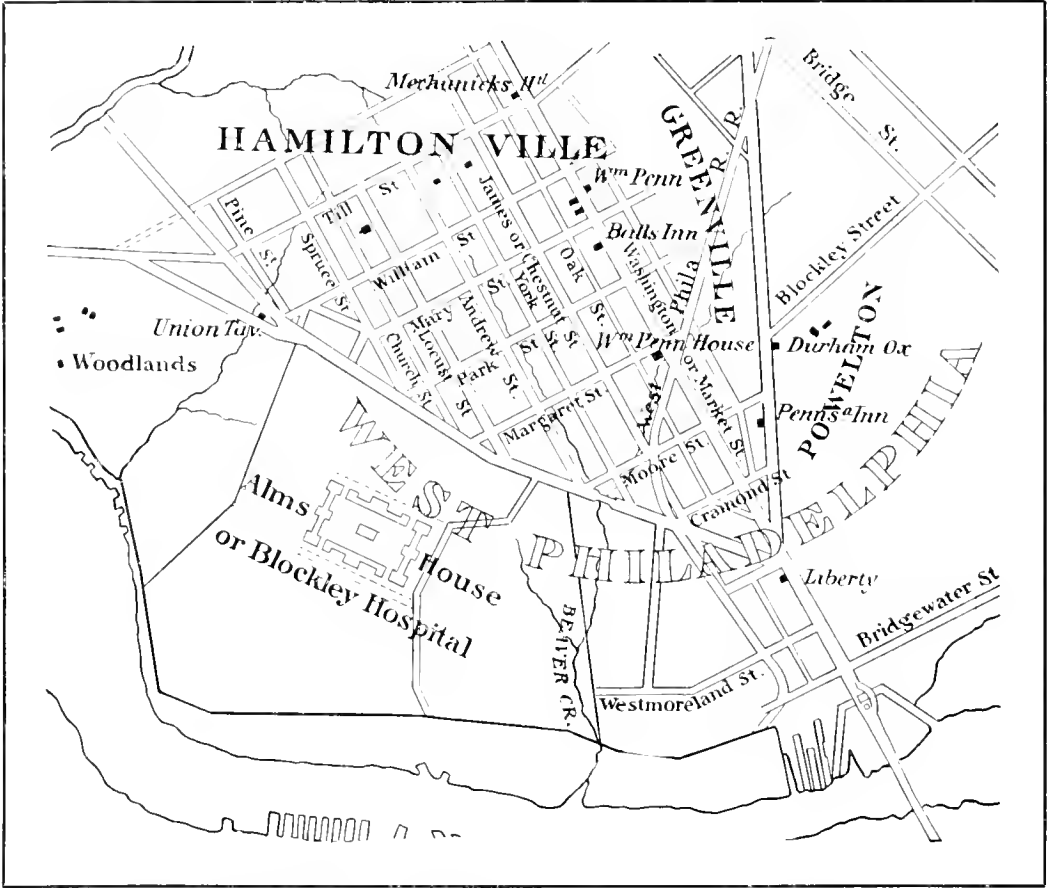 Mechanicks Hl
HAMILTON VILLE
GREENVILLE
R. R.
Bridge St.
Wm Penn
Till St
Pine St.
Spruce St
James or Chestnut St
Balls Inn
Blockley Street
William St
Oak St.
Washington or Market St.
Phila
West
York St.
Mary St
Andrew St.
Union Tav.
Church St
Locust St
Park St
Wm Penn House
Durham Ox
POWELTON
Woodlands
Margaret St.
Pennsa Inn
Moore St.
Cramond St
WEST PHILADELPHIA
Alms House
or Blockley Hospital
Liberty
BEAVER CR.
Bridgewater St
Westmoreland St.